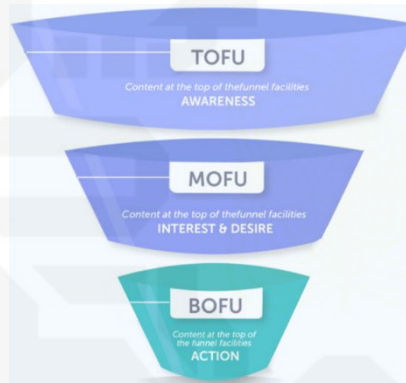 TOFU
Content at the top of thefunnel facilities
AWARENESS
MOFU
Content at the top of thefunnel facilities
INTEREST & DESIRE
BOFU
Content at the top of
the funnel facilities
ACTION